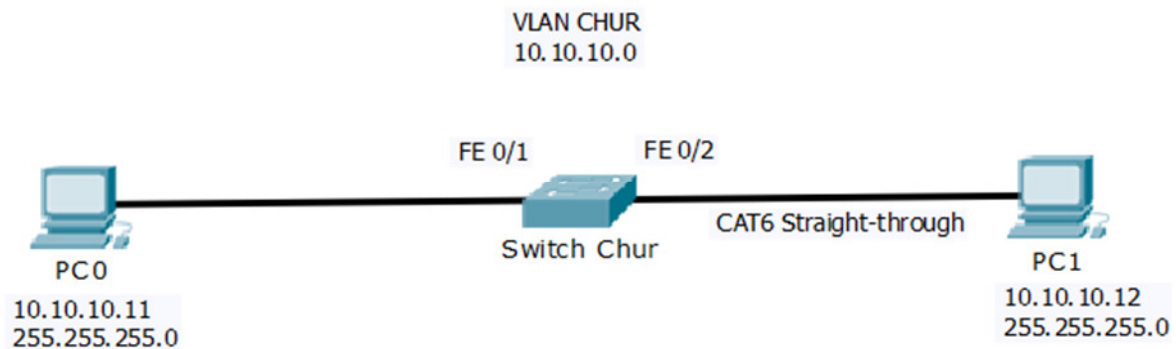 VLAN CHUR
10.10.10.0
FE 0/1
FE 0/2
CAT6 Straight-through
Switch Chur
PC0
10.10.10.11
255.255.255.0
PC1
10.10.10.12
255.255.255.0